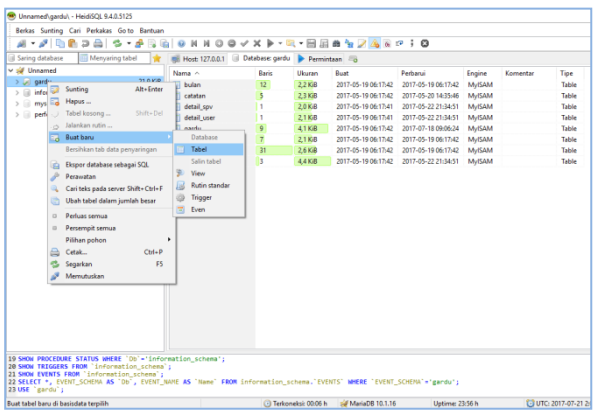 Unnamed\gardu\ - HeidiSQL 9.4.0.5125
Berkas Sunting Cari Perkakas Go to Bantuan
Saring database Menyaring tabel Host: 127.0.0.1 Database: gardu Permintaan
Unnamed
gardu 21,9 KiB
Nama Baris Ukuran Buat Perbarui Engine Komentar Tipe
bulan 12 2,2 KiB 2017-05-19 06:17:42 2017-05-19 06:17:42 MyISAM Table
catatan 5 2,3 KiB 2017-05-19 06:17:42 2017-05-20 14:35:46 MyISAM Table
detail_spv 1 2,0 KiB 2017-05-19 06:17:41 2017-05-22 21:34:51 MyISAM Table
detail_user 1 2,1 KiB 2017-05-19 06:17:41 2017-05-22 21:34:51 MyISAM Table
gardu 9 4,1 KiB 2017-05-19 06:17:42 2017-07-18 09:06:24 MyISAM Table
7 2,1 KiB 2017-05-19 06:17:42 2017-05-19 06:17:42 MyISAM Table
31 2,6 KiB 2017-05-19 06:17:42 2017-05-19 06:17:42 MyISAM Table
3 4,4 KiB 2017-05-19 06:17:42 2017-05-22 21:34:51 MyISAM Table
Sunting Alt+Enter
Hapus ...
Tabel kosong ... Shift+Del
Jalankan rutin ...
Buat baru
Bersihkan tab data penyaringan
Ekspor database sebagai SQL
Perawatan
Cari teks pada server Shift+Ctrl+F
Ubah tabel dalam jumlah besar
Perluas semua
Persempit semua
Pilihan pohon
Cetak... Ctrl+P
Segarkan F5
Memutuskan
Database
Tabel
Salin tabel
View
Rutin standar
Trigger
Even
19 SHOW PROCEDURE STATUS WHERE `Db`='information_schema';
20 SHOW TRIGGERS FROM `information_schema`;
21 SHOW EVENTS FROM `information_schema`;
22 SELECT *, EVENT_SCHEMA AS `Db`, EVENT_NAME AS `Name` FROM information_schema.`EVENTS` WHERE `EVENT_SCHEMA`='gardu';
23 USE `gardu`;
Buat tabel baru di basisdata terpilih Terkoneksi: 00:06 h MariaDB 10.1.16 Uptime: 23:56 h UTC: 2017-07-21